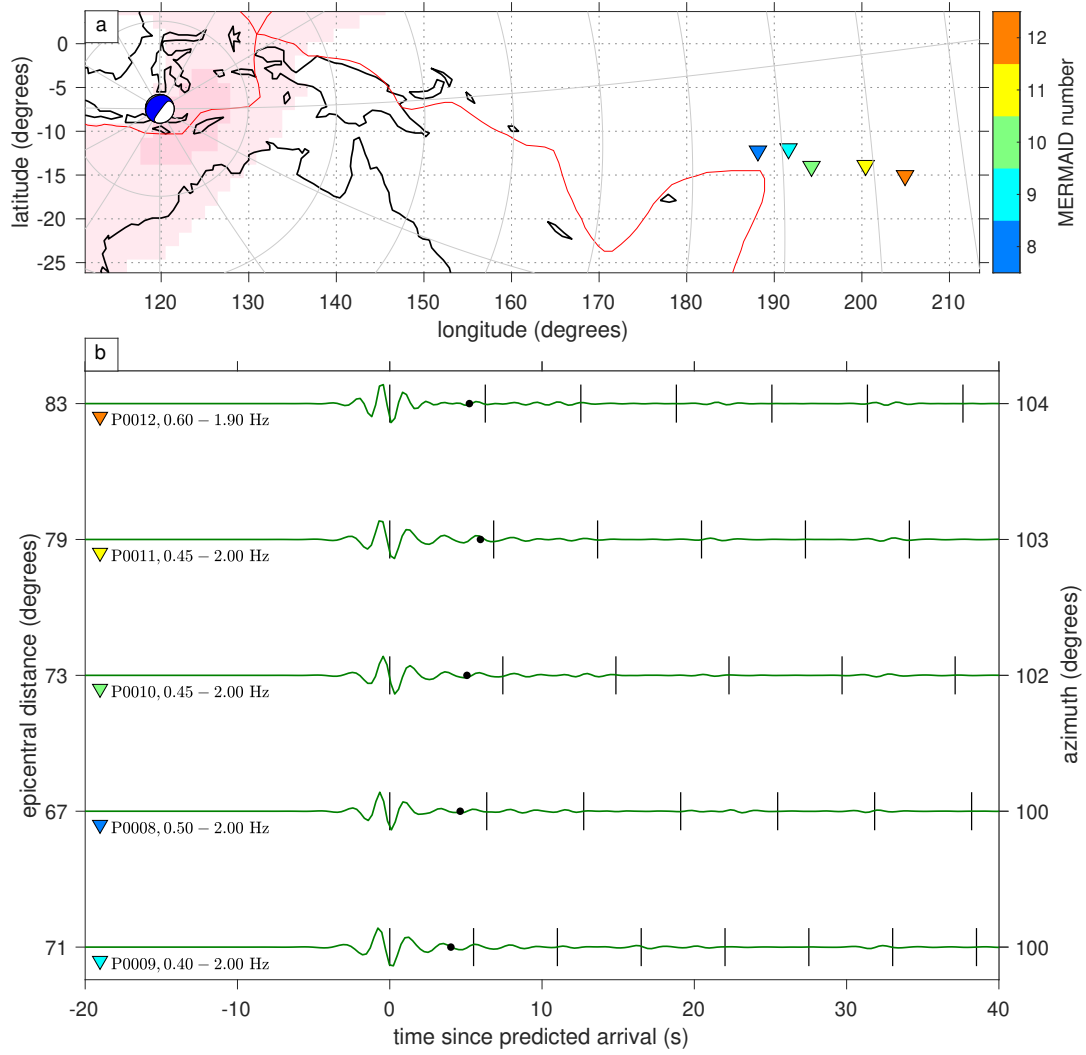 a
0
-5
-10
-15
-20
-25
latitude (degrees)
120 130 140 150 160 170 180 190 200 210
longitude (degrees)
12
11
10
9
8
MERMAID number
b
83
P0012, 0.60 − 1.90 Hz
104
79
P0011, 0.45 − 2.00 Hz
103
73
P0010, 0.45 − 2.00 Hz
102
67
P0008, 0.50 − 2.00 Hz
100
71
P0009, 0.40 − 2.00 Hz
100
epicentral distance (degrees)
azimuth (degrees)
-20 -10 0 10 20 30 40
time since predicted arrival (s)